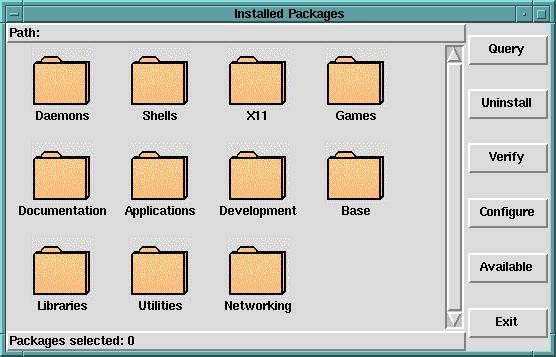 Installed Packages
Path:
Daemons Shells X11 Games
Documentation Applications Development Base
Libraries Utilities Networking
Query
Uninstall
Verify
Configure
Available
Exit
Packages selected: 0